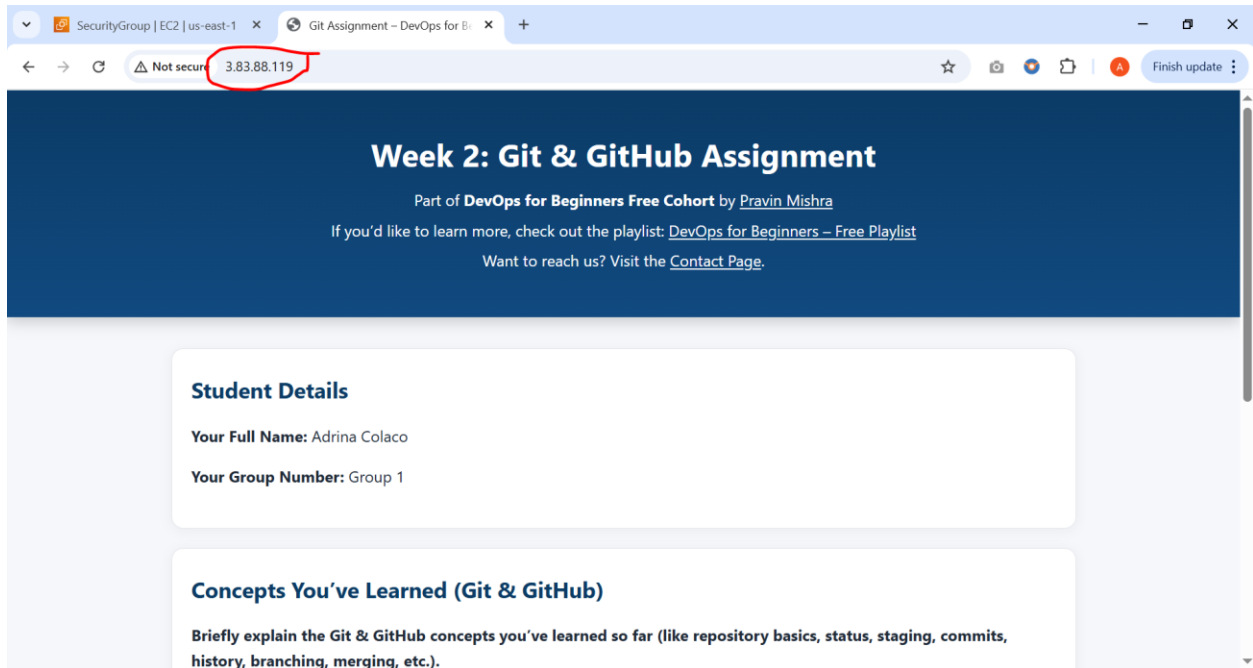 SecurityGroup | EC2 | us-east-1
Git Assignment – DevOps for Be
Not secure 3.83.88.119
A
Finish update
Week 2: Git & GitHub Assignment
Part of DevOps for Beginners Free Cohort by Pravin Mishra
If you’d like to learn more, check out the playlist: DevOps for Beginners – Free Playlist
Want to reach us? Visit the Contact Page.
Student Details
Your Full Name: Adrina Colaco
Your Group Number: Group 1
Concepts You’ve Learned (Git & GitHub)
Briefly explain the Git & GitHub concepts you’ve learned so far (like repository basics, status, staging, commits,
history, branching, merging, etc.).